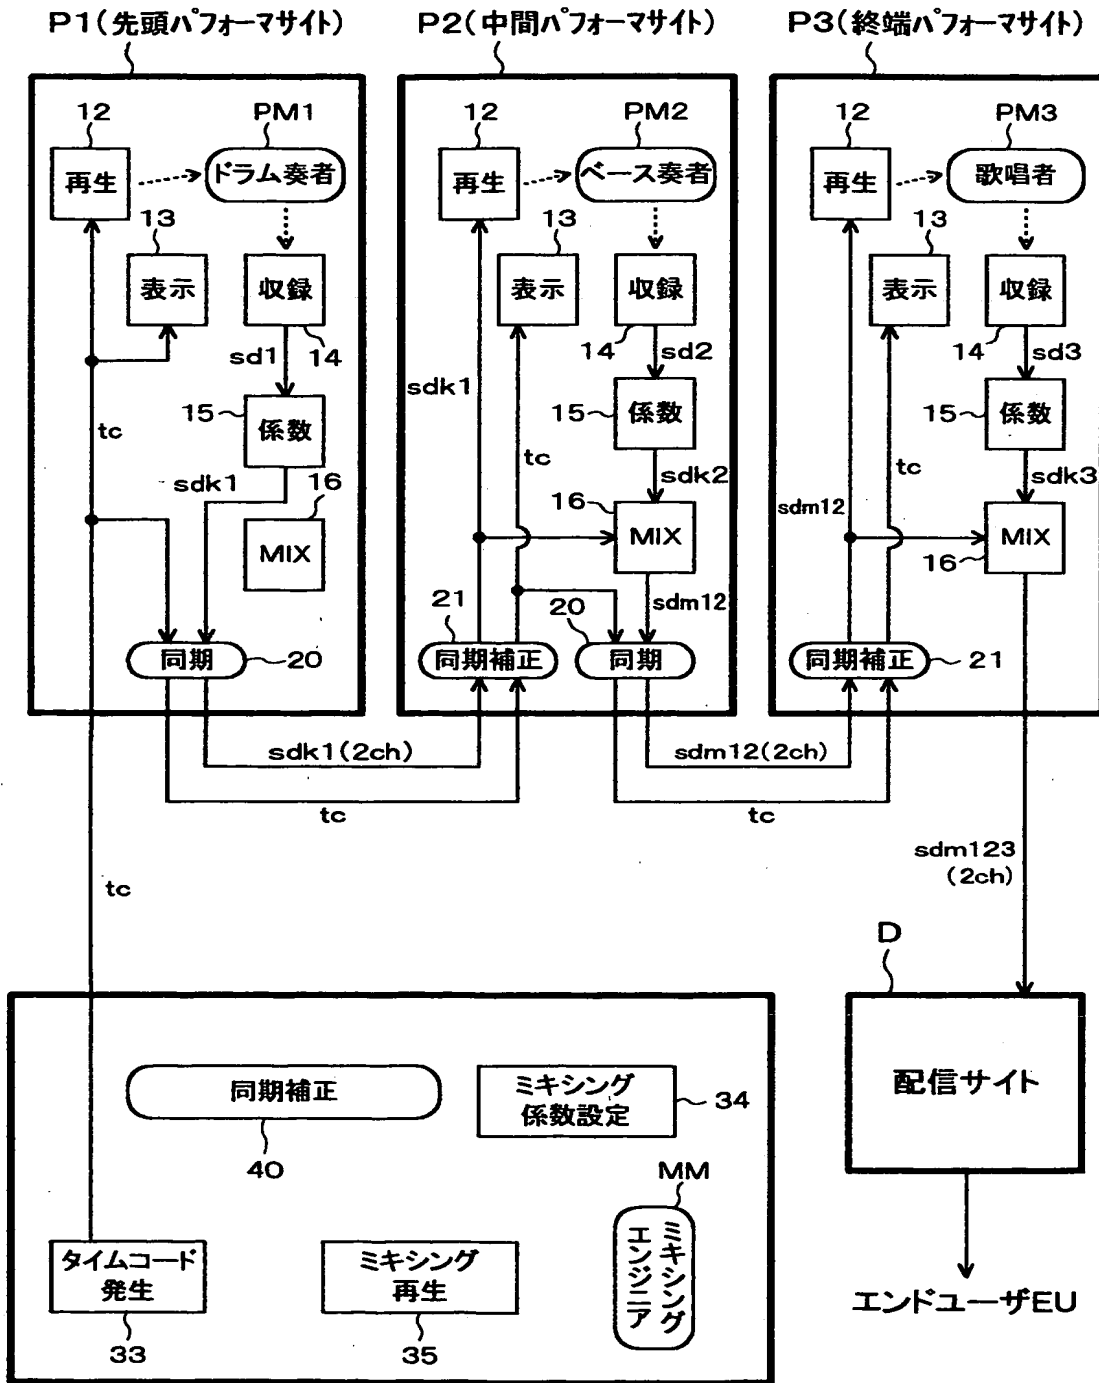 P1(先頭パフォーマサイト)
P2(中間パフォーマサイト)
P3(終端パフォーマサイト)
12
PM1
再生
ドラム奏者
13
表示
収録
14
sd1
15
係数
tc
sdk1
16
MIX
同期
20
12
PM2
再生
ベース奏者
13
表示
収録
14
sd2
sdk1
15
係数
tc
sdk2
16
MIX
sdm12
21
20
同期補正
同期
12
PM3
再生
歌唱者
13
表示
収録
14
sd3
15
係数
tc
sdk3
sdm12
MIX
16
同期補正
21
sdk1(2ch)
tc
sdm12(2ch)
tc
sdm123
(2ch)
tc
D
配信サイト
エンドユーザEU
同期補正
40
ミキシング
係数設定
34
MM
ミキシング
エンジニア
タイムコード
発生
33
ミキシング
再生
35